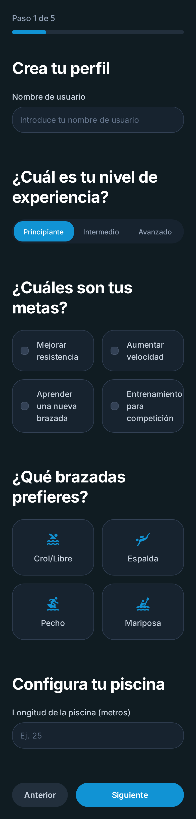 Paso 1 de 5
Crea tu perfil
Nombre de usuario
Introduce tu nombre de usuario
¿Cuál es tu nivel de
experiencia?
Principiante
Intermedio
Avanzado
¿Cuáles son tus
metas?
Mejorar
resistencia
Aumentar
velocidad
Aprender
una nueva
brazada
Entrenamiento
para
competición
¿Qué brazadas
prefieres?
Crol/Libre
Espalda
Pecho
Mariposa
Configura tu piscina
Longitud de la piscina (metros)
Ej. 25
Anterior
Siguiente